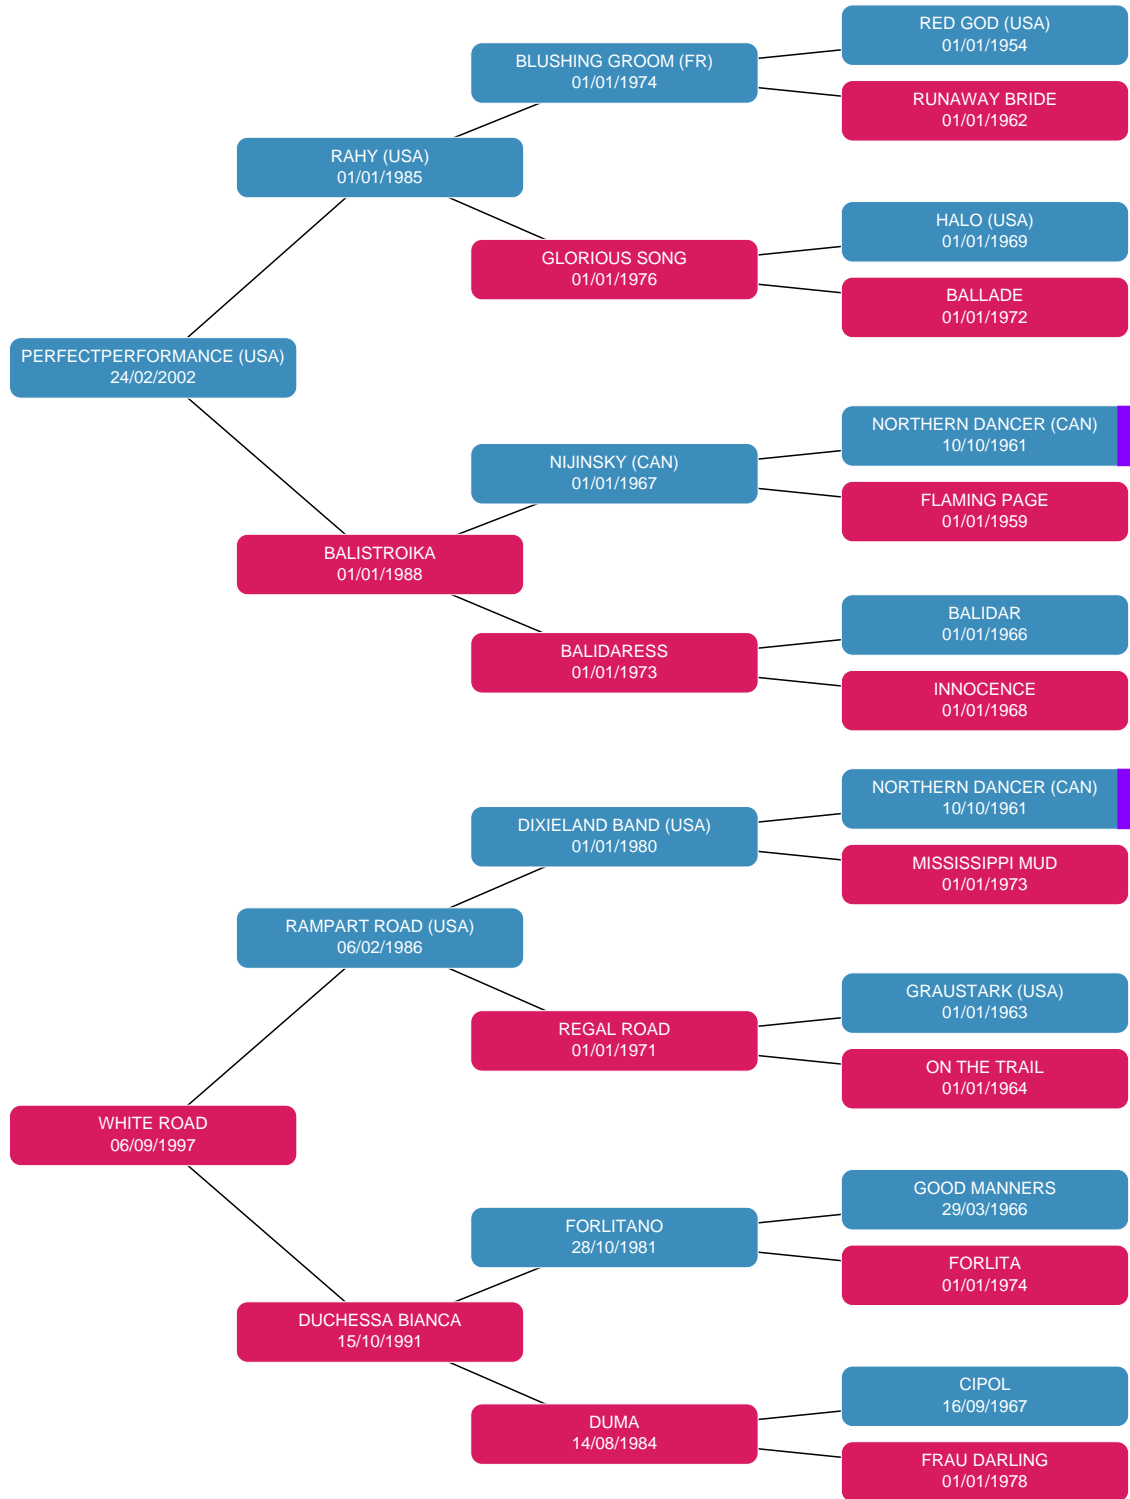 RED GOD (USA)
01/01/1954
BLUSHING GROOM (FR)
01/01/1974
RUNAWAY BRIDE
01/01/1962
RAHY (USA)
01/01/1985
HALO (USA)
01/01/1969
GLORIOUS SONG
01/01/1976
BALLADE
01/01/1972
PERFECTPERFORMANCE (USA)
24/02/2002
NORTHERN DANCER (CAN)
10/10/1961
NIJINSKY (CAN)
01/01/1967
FLAMING PAGE
01/01/1959
BALISTROIKA
01/01/1988
BALIDAR
01/01/1966
BALIDARESS
01/01/1973
INNOCENCE
01/01/1968
NORTHERN DANCER (CAN)
10/10/1961
DIXIELAND BAND (USA)
01/01/1980
MISSISSIPPI MUD
01/01/1973
RAMPART ROAD (USA)
06/02/1986
GRAUSTARK (USA)
01/01/1963
REGAL ROAD
01/01/1971
ON THE TRAIL
01/01/1964
WHITE ROAD
06/09/1997
GOOD MANNERS
29/03/1966
FORLITANO
28/10/1981
FORLITA
01/01/1974
DUCHESSA BIANCA
15/10/1991
CIPOL
16/09/1967
DUMA
14/08/1984
FRAU DARLING
01/01/1978